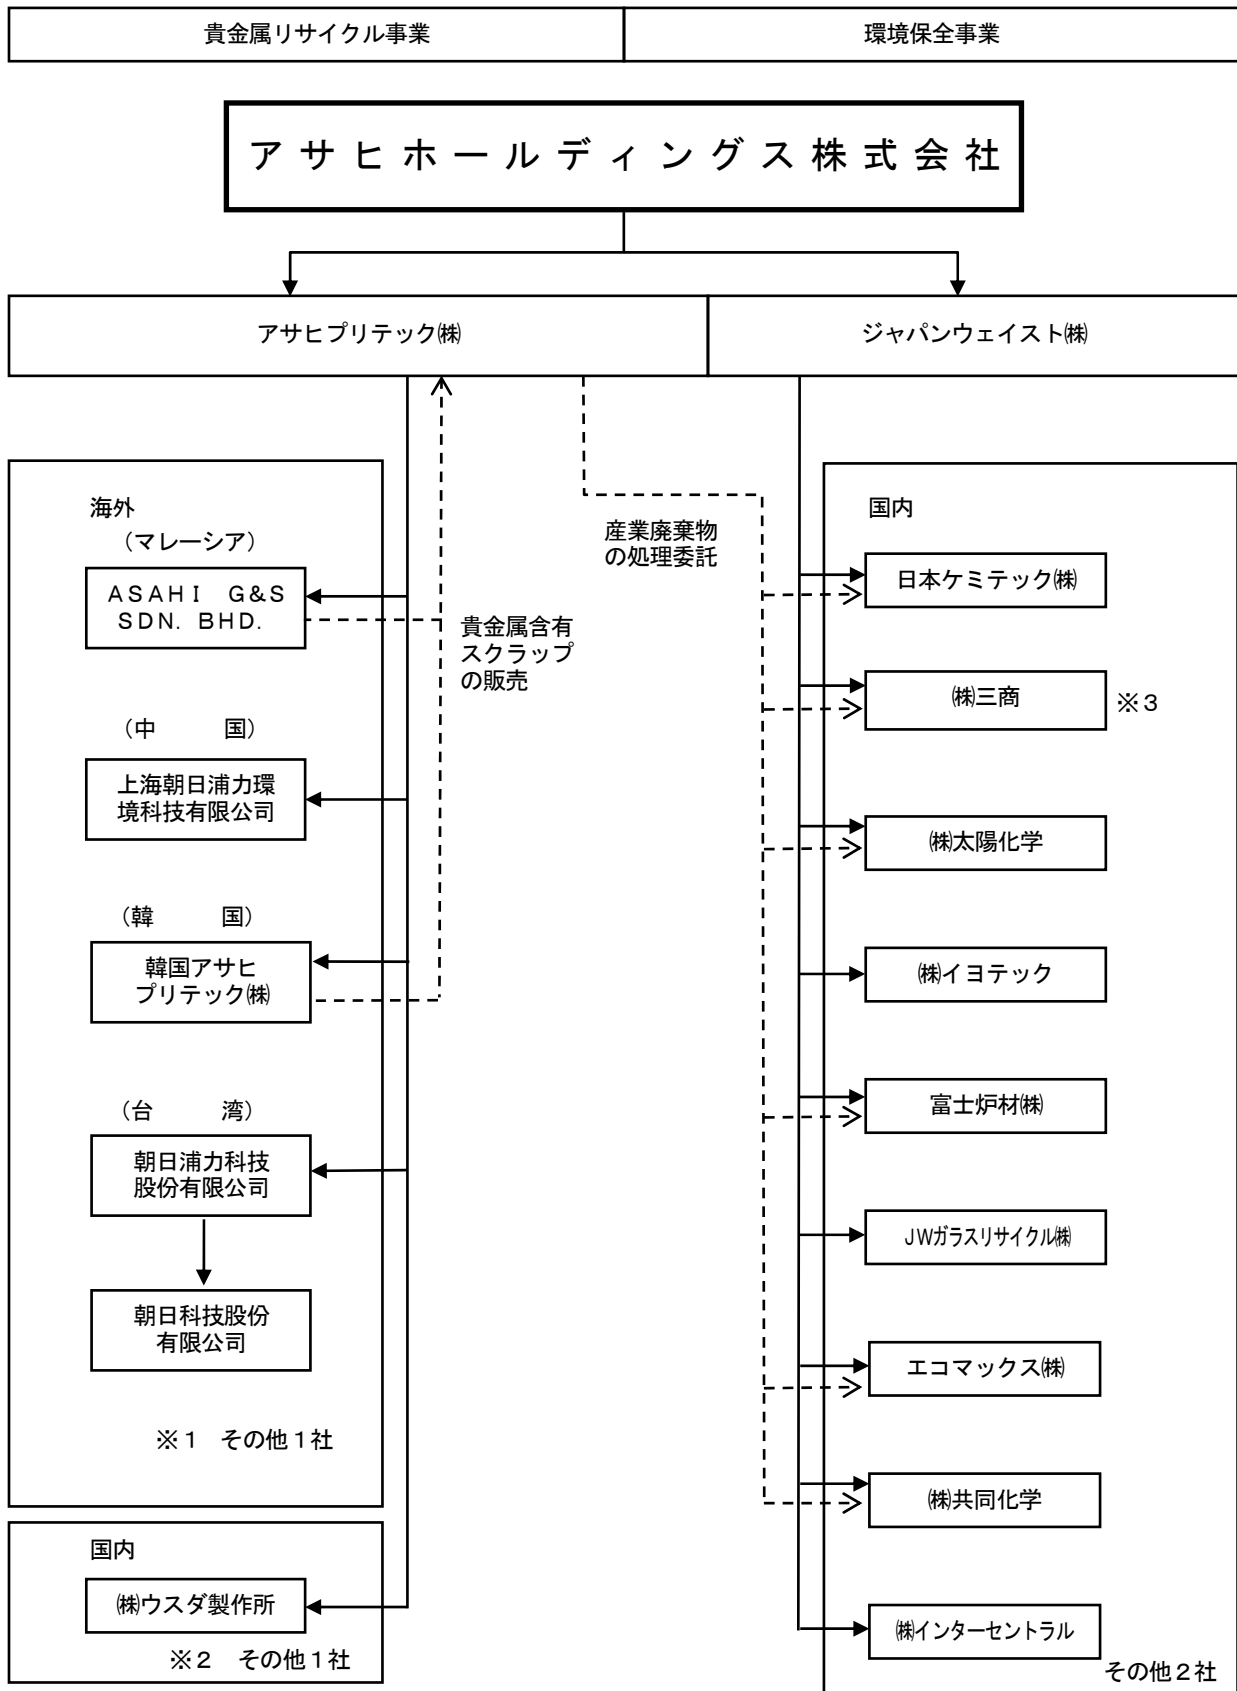 貴金属リサイクル事業
環境保全事業
アサヒホールディングス株式会社
アサヒプリテック㈱
ジャパンウェイスト㈱
海外
（マレーシア）
ASAHI G&S
SDN. BHD.
（中　　　国）
上海朝日浦力環
境科技有限公司
（韓　　　国）
韓国アサヒ
プリテック㈱
（台　　　湾）
朝日浦力科技
股份有限公司
朝日科技股份
有限公司
※１　その他１社
国内
㈱ウスダ製作所
※２　その他１社
貴金属含有
スクラップ
の販売
産業廃棄物
の処理委託
国内
日本ケミテック㈱
㈱三商
※３
㈱太陽化学
㈱イヨテック
富士炉材㈱
JWガラスリサイクル㈱
エコマックス㈱
㈱共同化学
㈱インターセントラル
その他２社